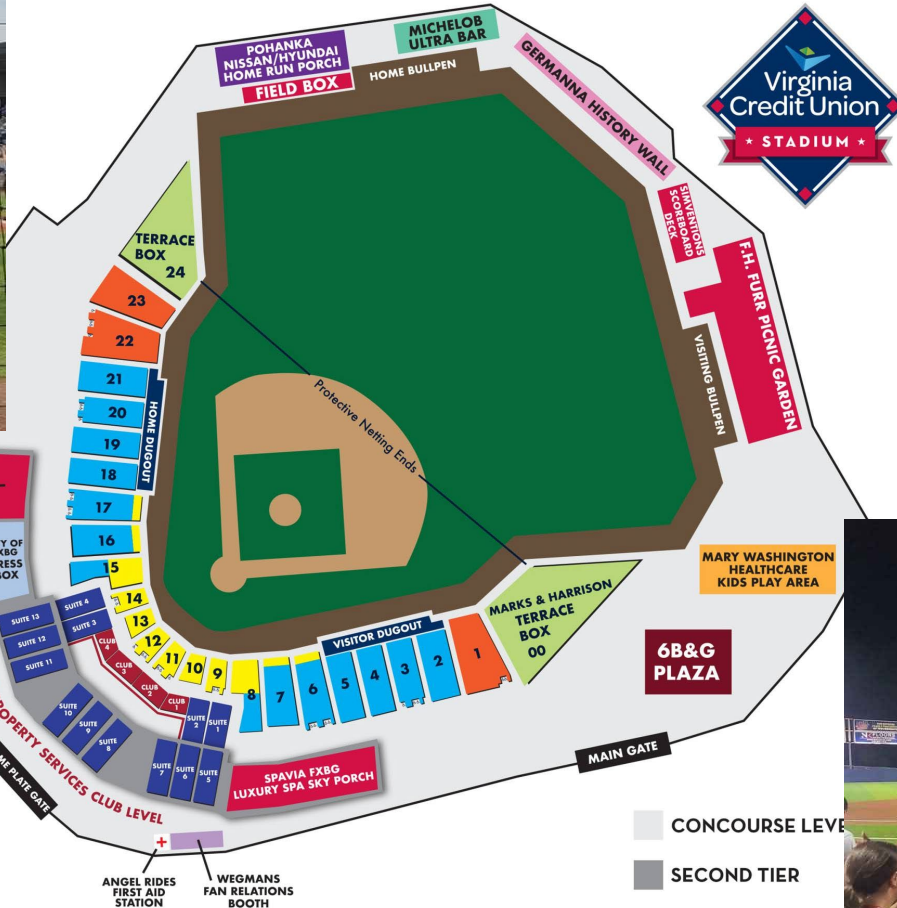 POHANKA
NISSAN/HYUNDAI
HOME RUN PORCH
FIELD BOX
MICHELOB
ULTRA BAR
HOME BULLPEN
GERMANNA HISTORY WALL
Virginia
Credit Union
★ STADIUM ★
SIMVENTIONS
SCOREBOARD
DECK
F.H. FURR PICNIC GARDEN
VISITING BULLPEN
TERRACE
BOX
24
23
22
21
20
19
18
17
16
15
14
13
12
11
10
9
8
7
6
5
4
3
2
1
HOME DUGOUT
Protective Netting Ends
VISITOR DUGOUT
MARKS & HARRISON
TERRACE
BOX
00
MARY WASHINGTON
HEALTHCARE
KIDS PLAY AREA
6B&G
PLAZA
MAIN GATE
SUITE 13
SUITE 12
SUITE 11
SUITE 4
SUITE 3
CLUB
4
CLUB
3
CLUB
2
CLUB
1
SUITE
10
SUITE
9
SUITE
8
SUITE
2
SUITE
1
SUITE
7
SUITE
6
SUITE
5
SERVICES CLUB LEVEL
PLATE GATE
SPAVIA FXBG
LUXURY SPA SKY PORCH
ANGEL RIDES
FIRST AID
STATION
WEGMANS
FAN RELATIONS
BOOTH
CONCOURSE
SECOND TIER